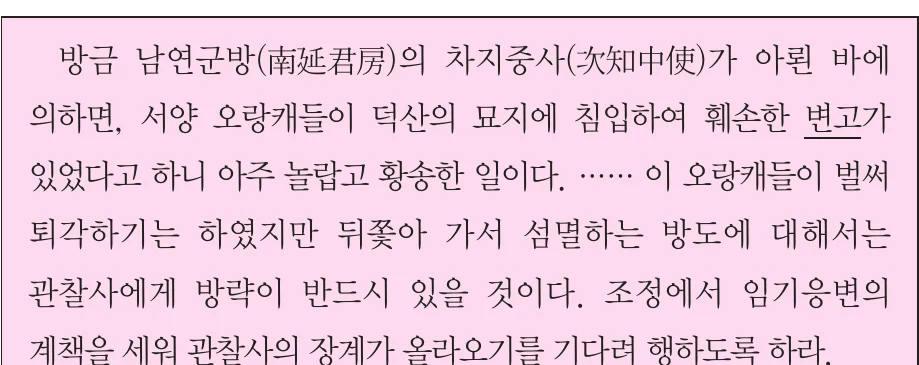 방금 남연군방(南延君房)의 차지중사(次知中使)가 아뢴 바에
의하면, 서양 오랑캐들이 덕산의 묘지에 침입하여 훼손한 변고가
있었다고 하니 아주 놀랍고 황송한 일이다. …… 이 오랑캐들이 벌써
퇴각하기는 하였지만 뒤쫓아 가서 섬멸하는 방도에 대해서는
관찰사에게 방략이 반드시 있을 것이다. 조정에서 임기응변의
계책을 세워 관찰사의 장계가 올라오기를 기다려 행하도록 하라.